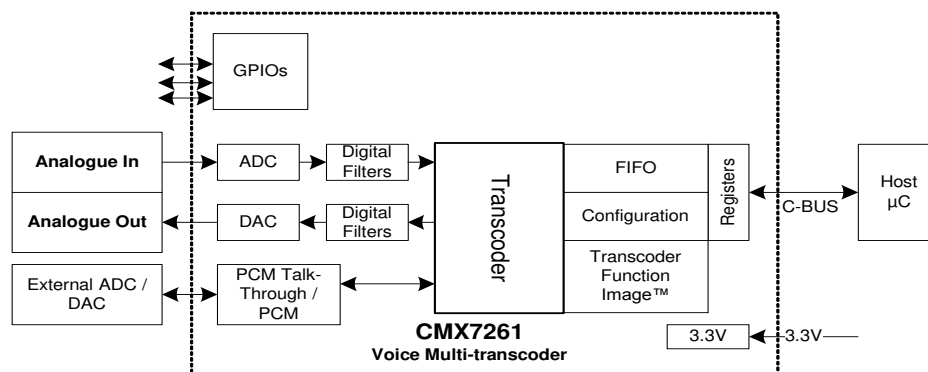 GPIOs
Analogue In
ADC
Digital
Filters
Analogue Out
DAC
Digital
Filters
External ADC /
DAC
PCM Talk-
Through /
PCM
Transcoder
FIFO
Configuration
Transcoder
Function
Image™
Registers
C-BUS
Host
µC
3.3V
3.3V
CMX7261
Voice Multi-transcoder